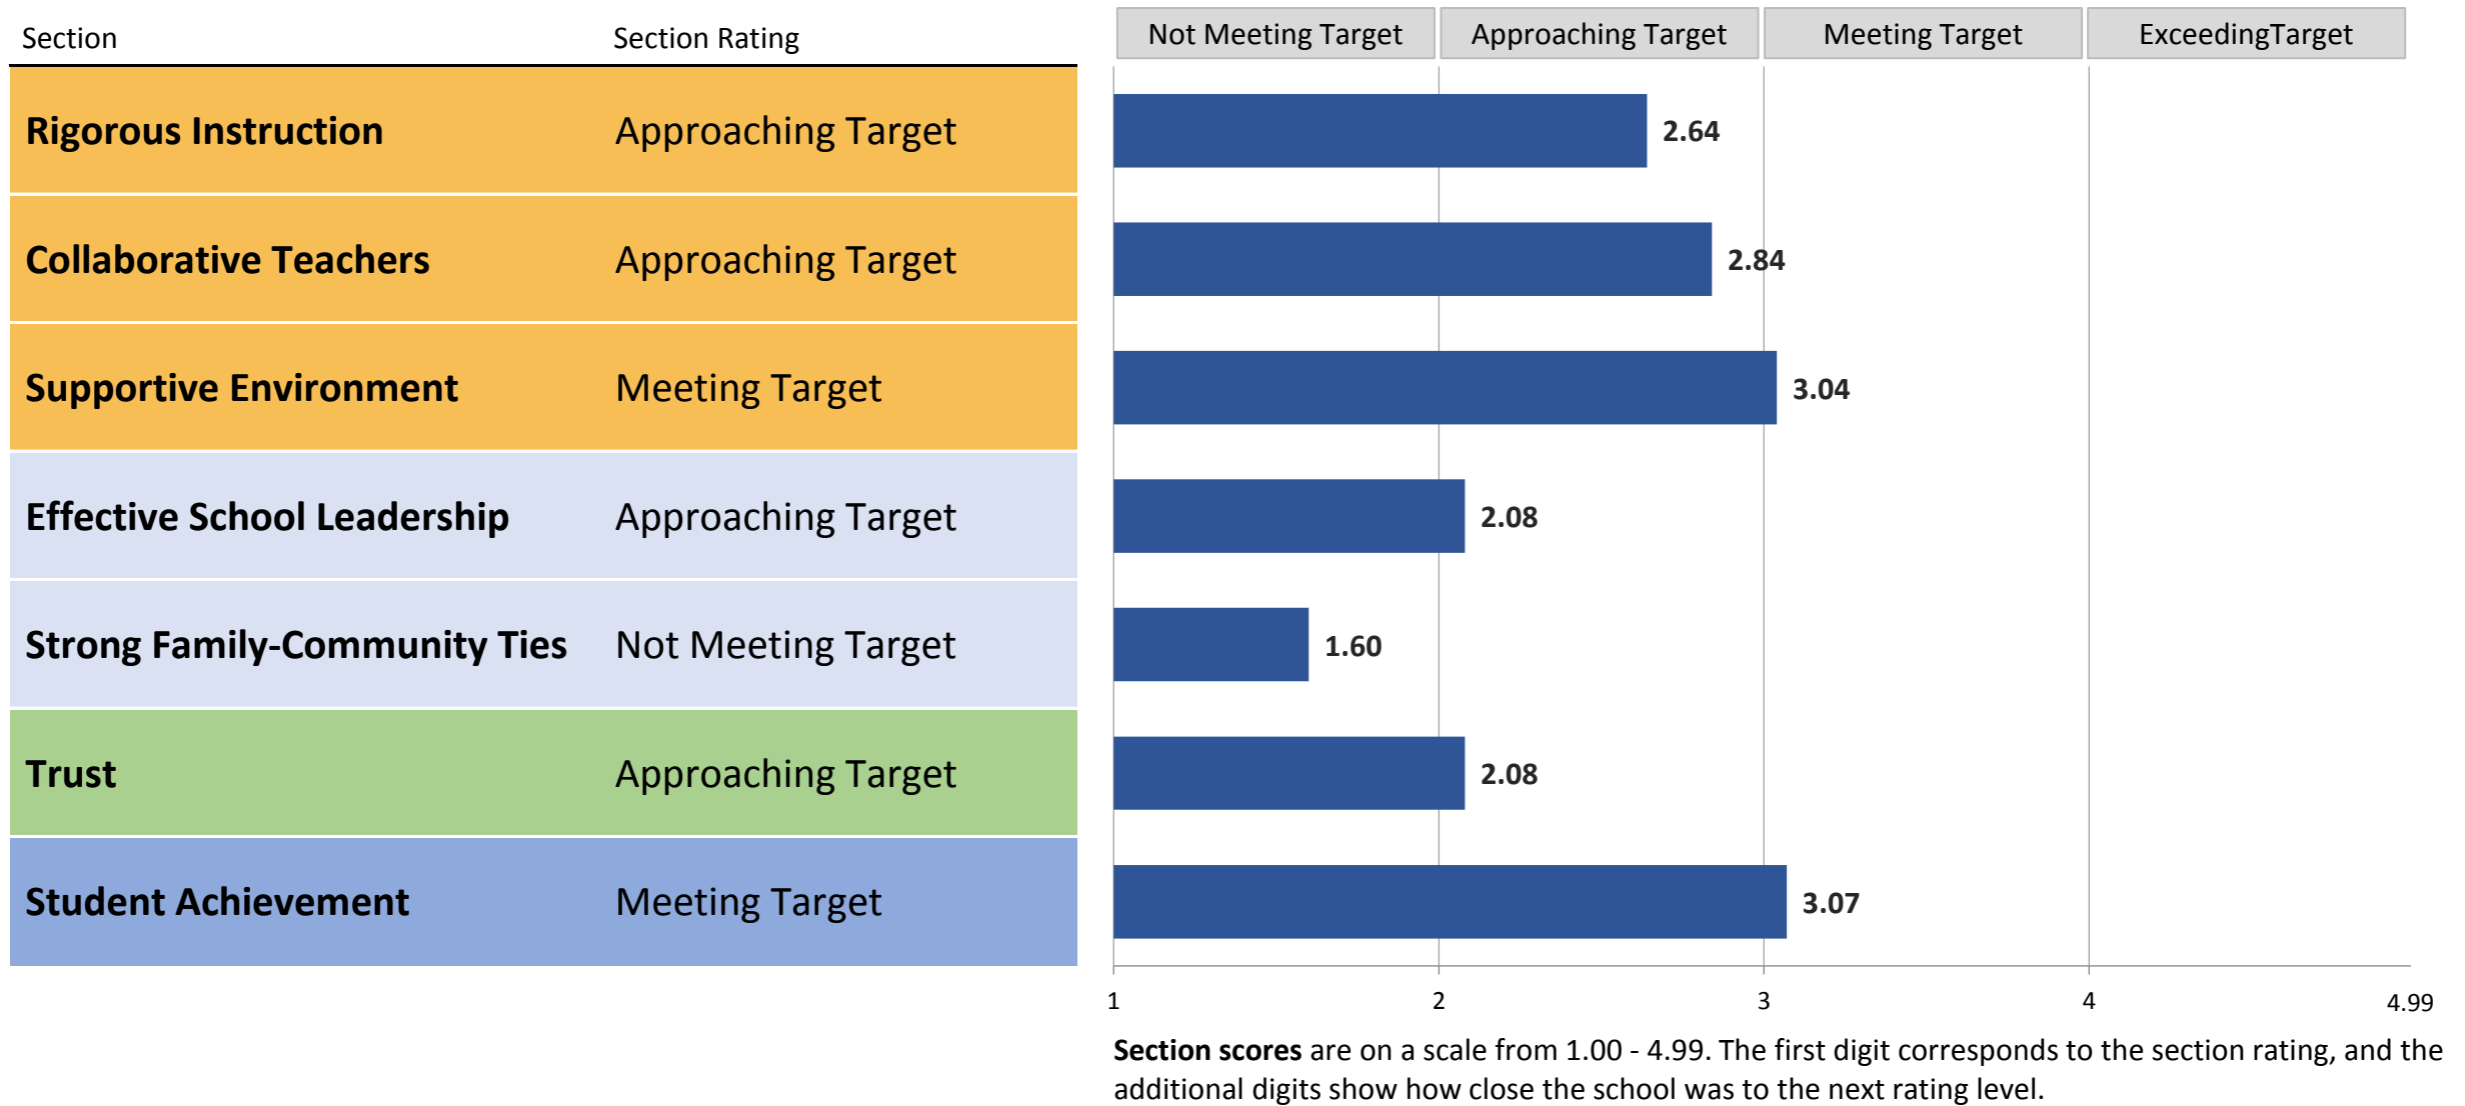 Section Section Rating Not Meeting Target Approaching Target Meeting Target ExceedingTarget
Rigorous Instruction Approaching Target 2.64
Collaborative Teachers Approaching Target 2.84
Supportive Environment Meeting Target 3.04
Effective School Leadership Approaching Target 2.08
Strong Family-Community Ties Not Meeting Target 1.60
Trust Approaching Target 2.08
Student Achievement Meeting Target 3.07
1 2 3 4 4.99
Section scores are on a scale from 1.00 - 4.99. The first digit corresponds to the section rating, and the
additional digits show how close the school was to the next rating level.